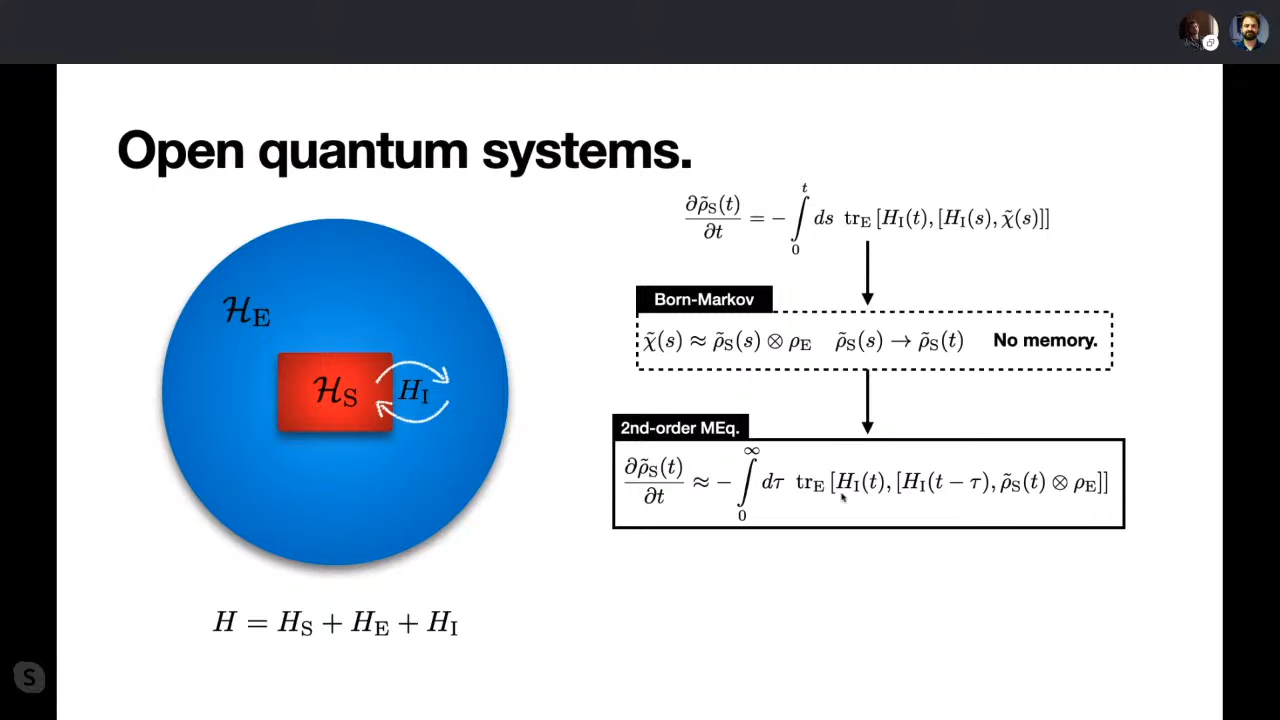 Open quantum systems.
∂ρ̃_S(t)/∂t = − ∫_0^t ds tr_E [H_I(t), [H_I(s), χ̃(s)]]
Born-Markov
χ̃(s) ≈ ρ̃_S(s) ⊗ ρ_E ρ̃_S(s) → ρ̃_S(t) No memory.
2nd-order MEq.
∂ρ̃_S(t)/∂t ≈ − ∫_0^∞ dτ tr_E [H_I(t), [H_I(t − τ), ρ̃_S(t) ⊗ ρ_E]]
ℋ_E
ℋ_S
H_I
H = H_S + H_E + H_I
S